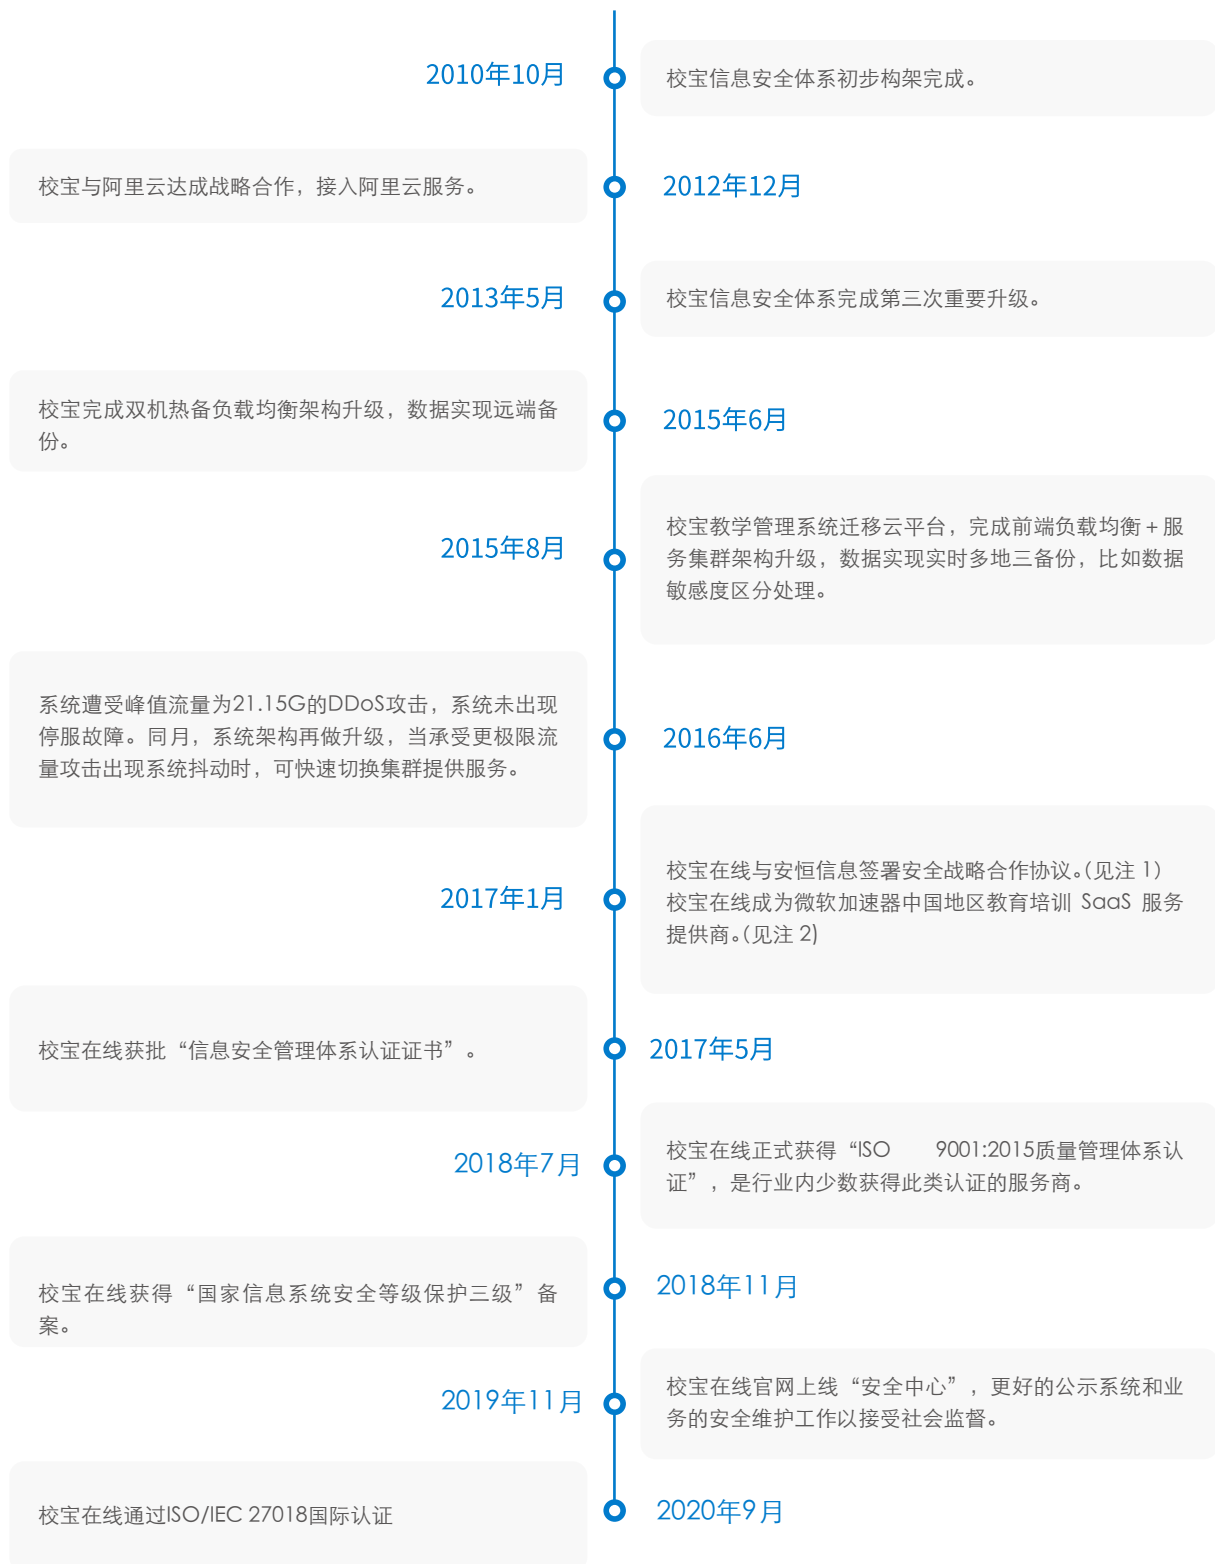 2010年10月
校宝信息安全体系初步构架完成。
校宝与阿里云达成战略合作，接入阿里云服务。
2012年12月
2013年5月
校宝信息安全体系完成第三次重要升级。
校宝完成双机热备负载均衡架构升级，数据实现远端备
份。
2015年6月
2015年8月
校宝教学管理系统迁移云平台，完成前端负载均衡+服
务集群架构升级，数据实现实时多地三备份，比如数据
敏感度区分处理。
系统遭受峰值流量为21.15G的DDoS攻击，系统未出现
停服故障。同月，系统架构再做升级，当承受更极限流
量攻击出现系统抖动时，可快速切换集群提供服务。
2016年6月
2017年1月
校宝在线与安恒信息签署安全战略合作协议。（见注 1）
校宝在线成为微软加速器中国地区教育培训 SaaS 服务
提供商。（见注 2)
校宝在线获批“信息安全管理体系认证证书”。
2017年5月
2018年7月
校宝在线正式获得“ISO 9001:2015质量管理体系认
证”，是行业内少数获得此类认证的服务商。
校宝在线获得“国家信息系统安全等级保护三级”备
案。
2018年11月
2019年11月
校宝在线官网上线“安全中心”，更好的公示系统和业
务的安全维护工作以接受社会监督。
校宝在线通过ISO/IEC 27018国际认证
2020年9月